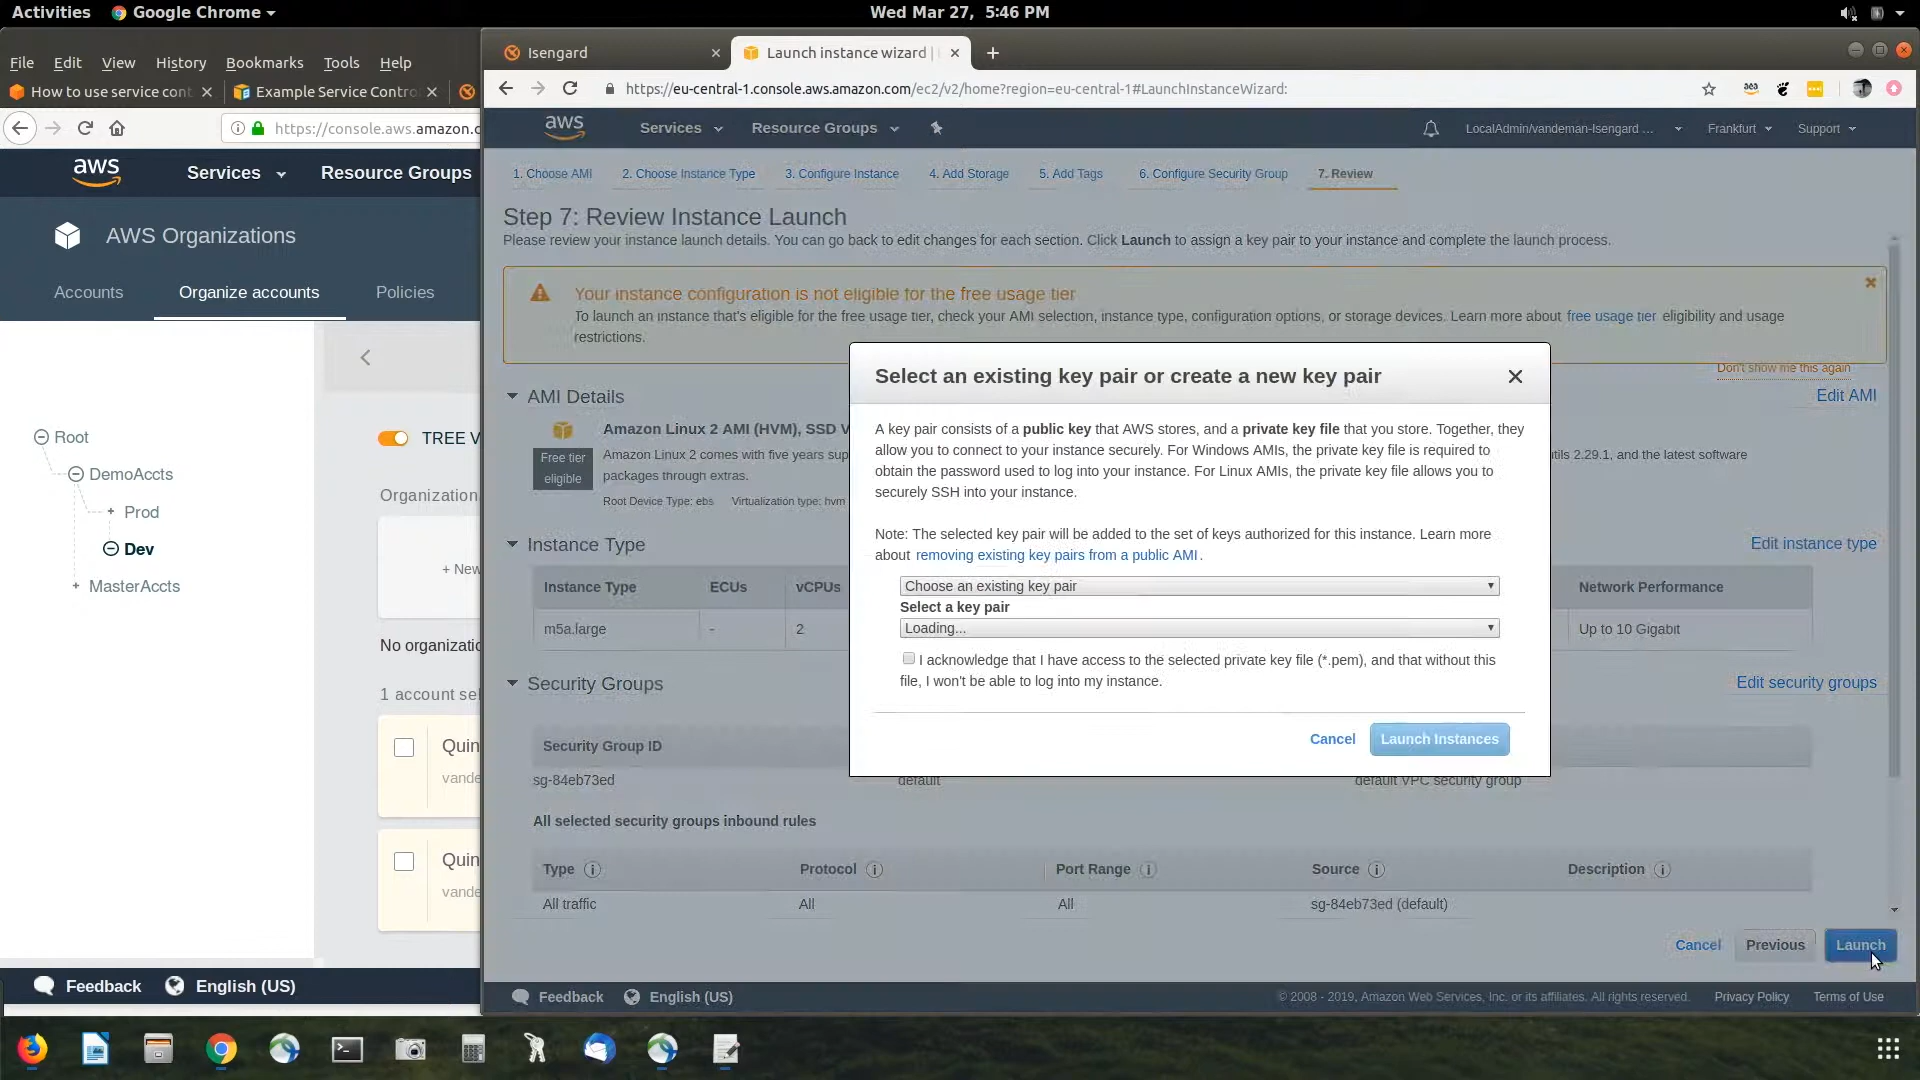 Activities
Google Chrome
Wed Mar 27, 5:46 PM
File Edit View History Bookmarks Tools Help
How to use service cont
Example Service Contro
https://console.aws.amazon.c
aws
Services
Resource Groups
AWS Organizations
Accounts
Organize accounts
Policies
Root
DemoAccts
+ Prod
Dev
+ MasterAccts
TREE V
Organization
+ New
No organizatio
1 account sel
Quin
vande
Quin
vande
Feedback
English (US)
Isengard
Launch instance wizard |
https://eu-central-1.console.aws.amazon.com/ec2/v2/home?region=eu-central-1#LaunchInstanceWizard:
aws
Services
Resource Groups
LocalAdmin/vandeman-Isengard ...
Frankfurt
Support
1. Choose AMI
2. Choose Instance Type
3. Configure Instance
4. Add Storage
5. Add Tags
6. Configure Security Group
7. Review
Step 7: Review Instance Launch
Please review your instance launch details. You can go back to edit changes for each section. Click Launch to assign a key pair to your instance and complete the launch process.
Your instance configuration is not eligible for the free usage tier
To launch an instance that's eligible for the free usage tier, check your AMI selection, instance type, configuration options, or storage devices. Learn more about free usage tier eligibility and usage
restrictions.
Don't show me this again
AMI Details
Edit AMI
Free tier
eligible
Amazon Linux 2 AMI (HVM), SSD V
Amazon Linux 2 comes with five years sup
tils 2.29.1, and the latest software
packages through extras.
Root Device Type: ebs
Virtualization type: hvm
Instance Type
Edit instance type
Instance Type
ECUs
vCPUs
Network Performance
m5a.large
-
2
Up to 10 Gigabit
Security Groups
Edit security groups
Security Group ID
sg-84eb73ed
default
default VPC security group
All selected security groups inbound rules
Type
Protocol
Port Range
Source
Description
All traffic
All
All
sg-84eb73ed (default)
Select an existing key pair or create a new key pair
A key pair consists of a public key that AWS stores, and a private key file that you store. Together, they
allow you to connect to your instance securely. For Windows AMIs, the private key file is required to
obtain the password used to log into your instance. For Linux AMIs, the private key file allows you to
securely SSH into your instance.
Note: The selected key pair will be added to the set of keys authorized for this instance. Learn more
about removing existing key pairs from a public AMI.
Choose an existing key pair
Select a key pair
Loading...
I acknowledge that I have access to the selected private key file (*.pem), and that without this
file, I won't be able to log into my instance.
Cancel
Launch Instances
Cancel
Previous
Launch
Feedback
English (US)
© 2008 - 2019, Amazon Web Services, Inc. or its affiliates. All rights reserved.
Privacy Policy
Terms of Use